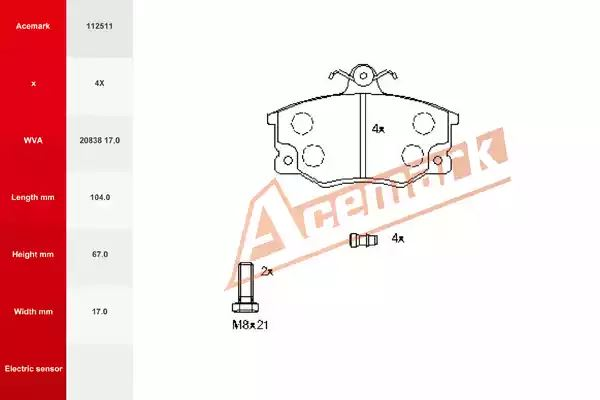 Acemark 112511
x 4X
WVA 20838 17.0
Length mm 104.0
Height mm 67.0
Width mm 17.0
Electric sensor
4x
Acemark
4x
2x
M8x21